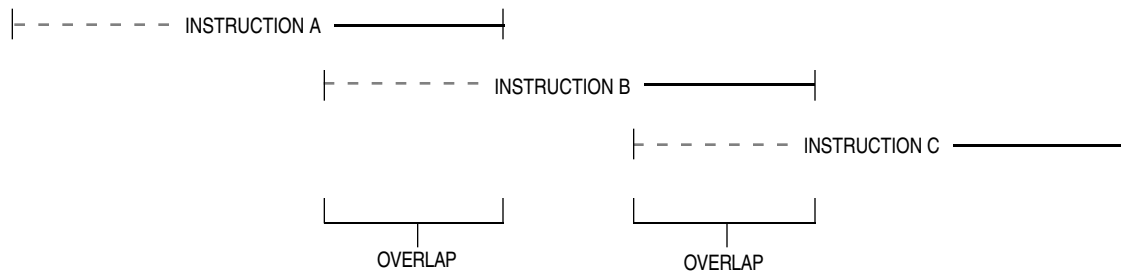 INSTRUCTION A
INSTRUCTION B
INSTRUCTION C
OVERLAP
OVERLAP